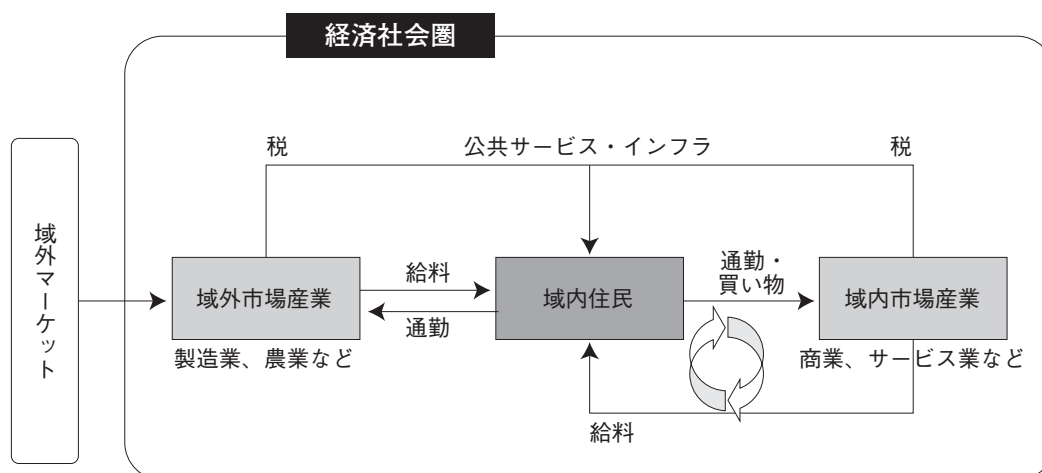 経済社会圏
税
公共サービス・インフラ
税
域外マーケット
域外市場産業
製造業、農業など
給料
通勤
域内住民
通勤・
買い物
域内市場産業
商業、サービス業など
給料